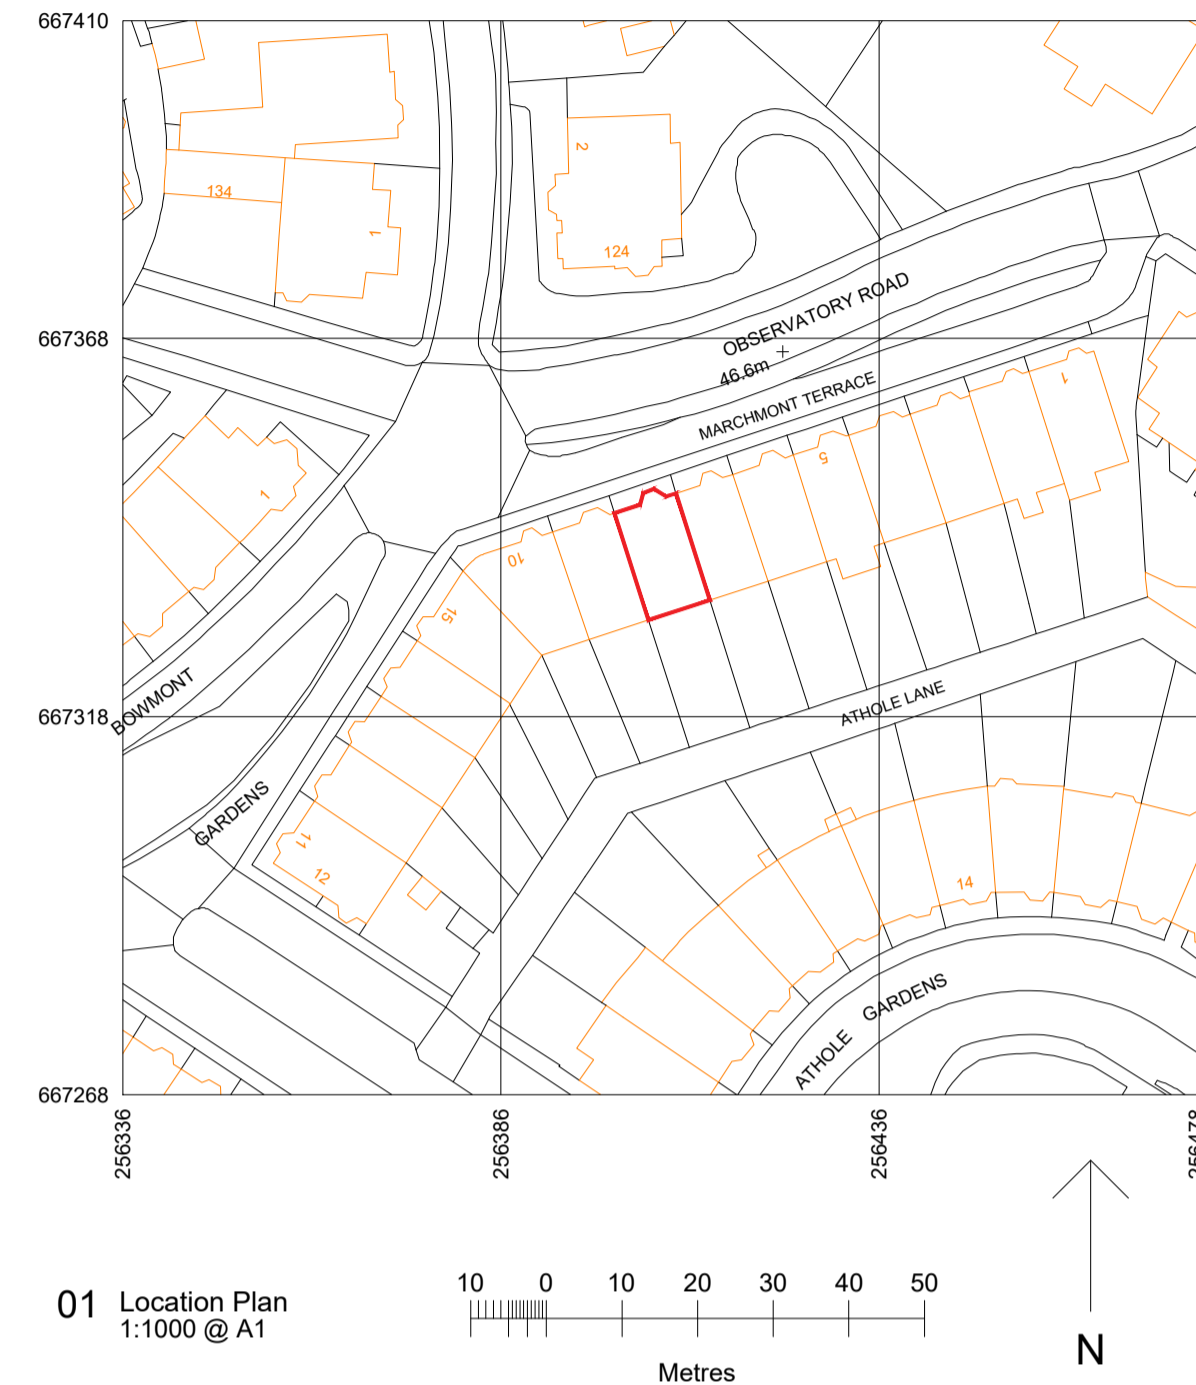 667410
134
1
2
124
OBSERVATORY ROAD
667368
46.6m
MARCHMONT TERRACE
1
5
1
10
15
BOWMONT
ATHOLE LANE
667318
GARDENS
11
12
14
ATHOLE GARDENS
667268
256336
256386
256436
256478
10 0 10 20 30 40 50
01 Location Plan
1:1000 @ A1
Metres
N